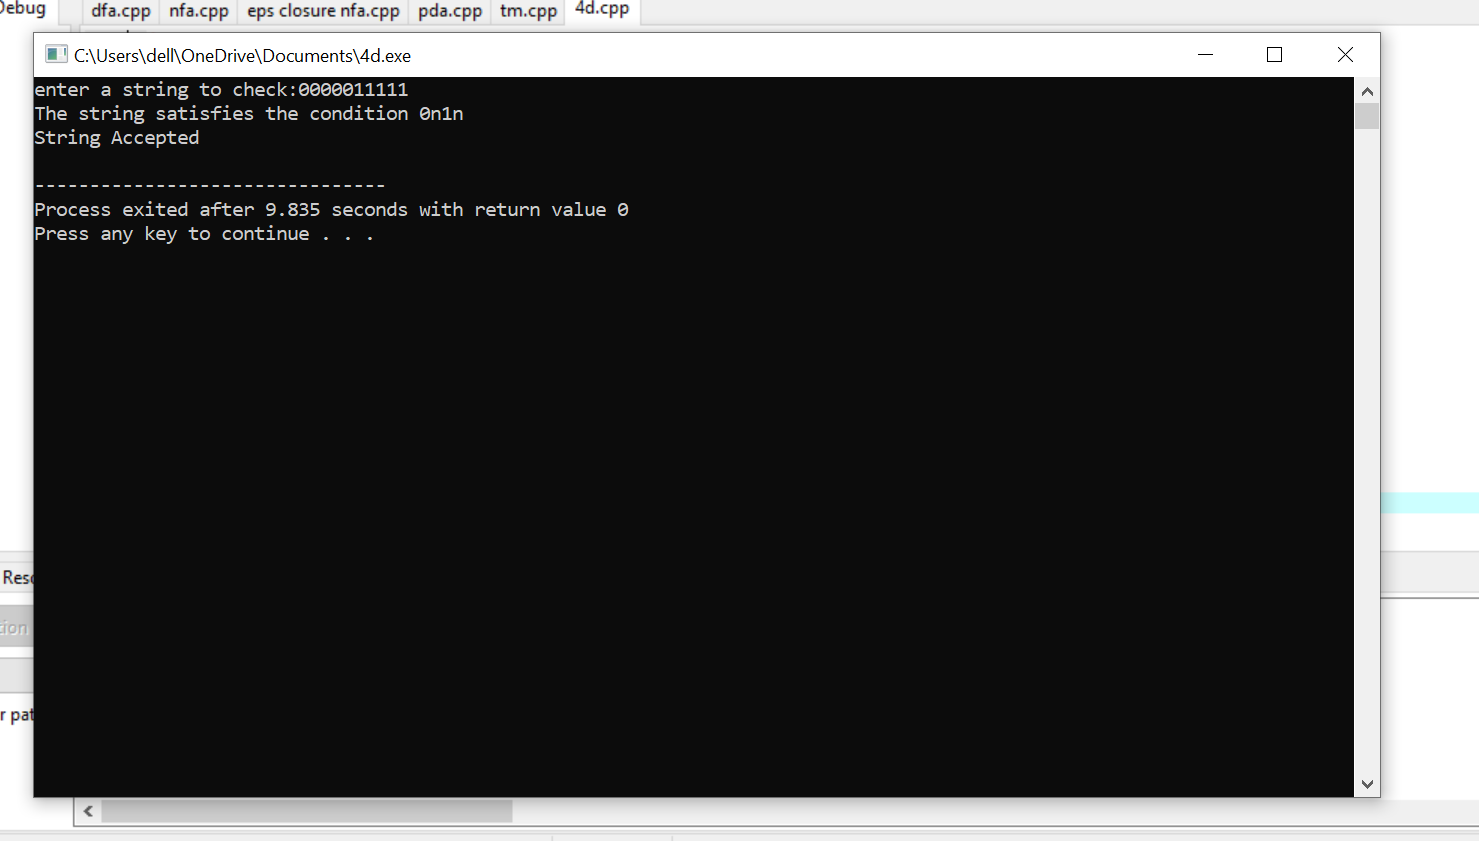 Debug
dfa.cpp nfa.cpp eps closure nfa.cpp pda.cpp tm.cpp 4d.cpp
C:\Users\dell\OneDrive\Documents\4d.exe
enter a string to check:0000011111
The string satisfies the condition 0n1n
String Accepted
--------------------------------
Process exited after 9.835 seconds with return value 0
Press any key to continue . . .